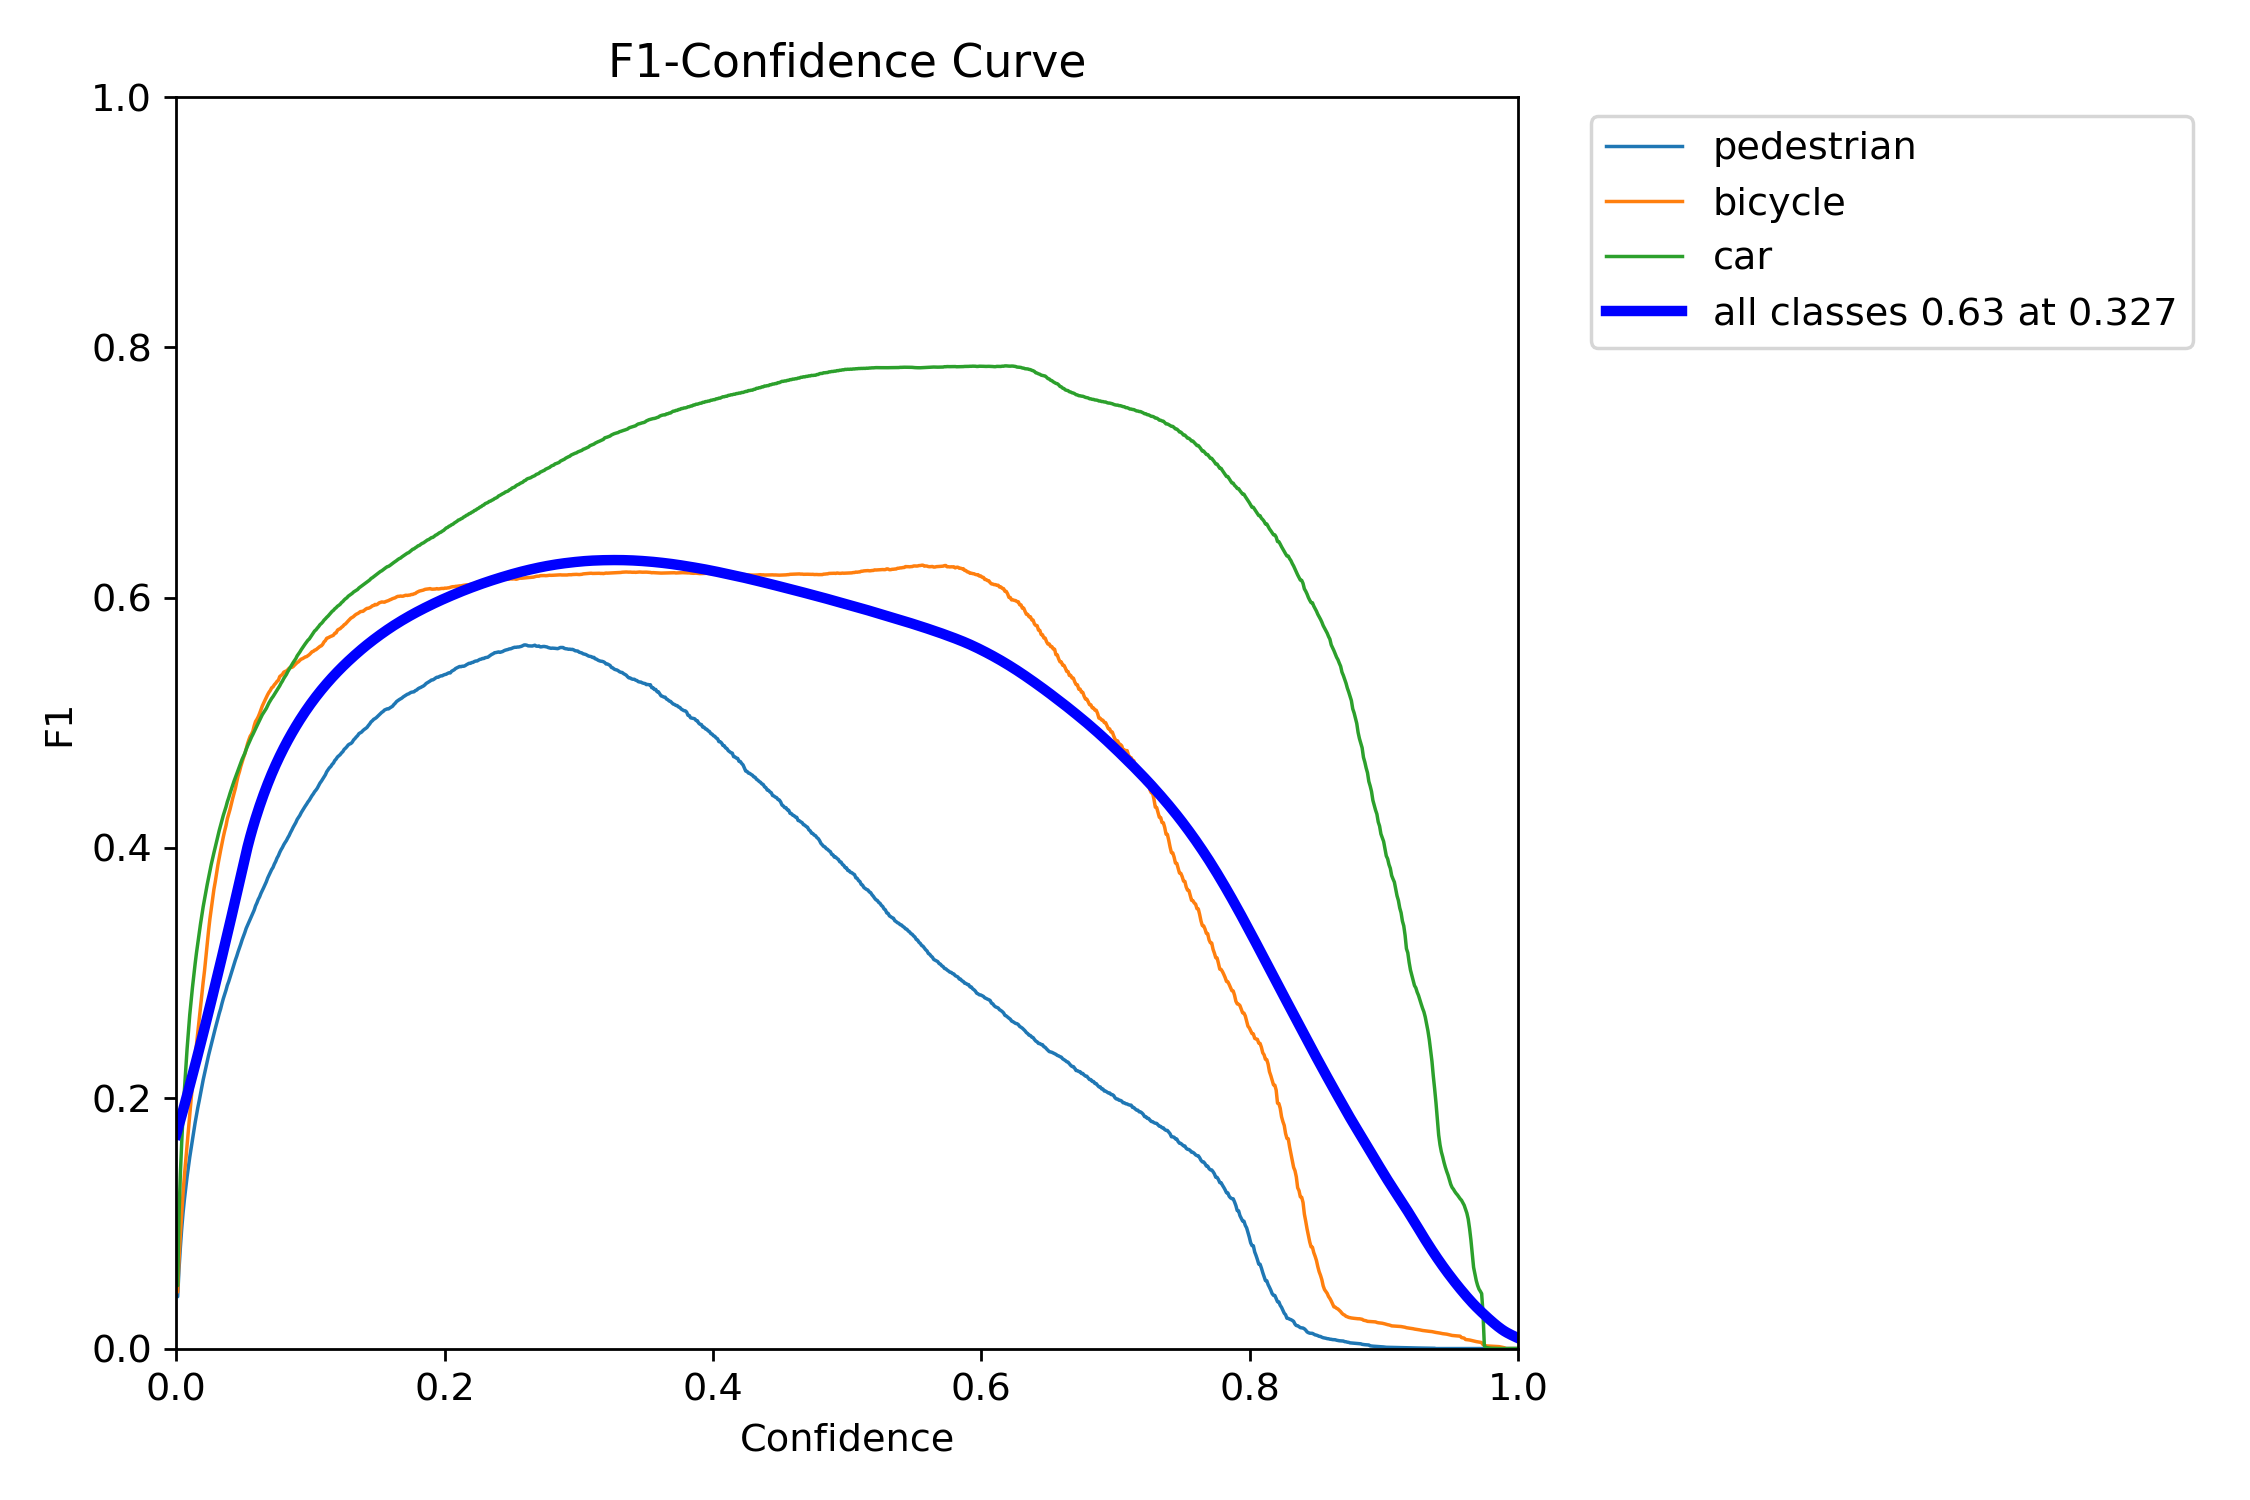 F1-Confidence Curve
1.0
0.8
0.6
0.4
0.2
0.0
F1
0.0 0.2 0.4 0.6 0.8 1.0
Confidence
pedestrian
bicycle
car
all classes 0.63 at 0.327